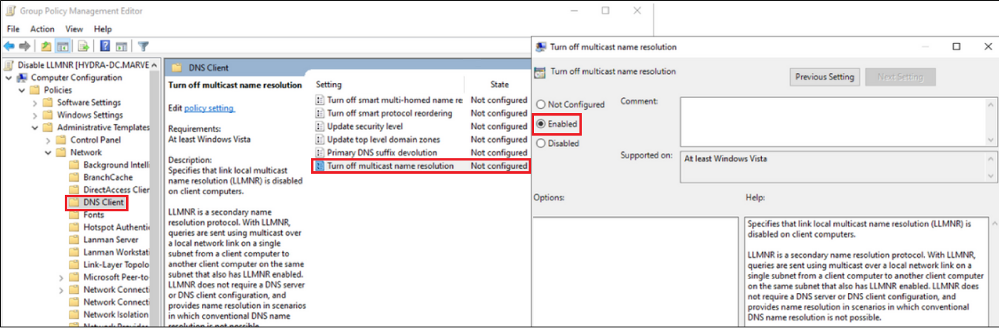 Group Policy Management Editor
File Action View Help
Disable LLMNR [HYDRA-DC.MARVE
Computer Configuration
Policies
Software Settings
Windows Settings
Administrative Templates
Control Panel
Network
Background Intelli
BranchCache
DirectAccess Clien
DNS Client
Fonts
Hotspot Authentic
Lanman Server
Lanman Workstati
Link-Layer Topolo
Microsoft Peer-to-
Network Connecti
Network Connecti
Network Isolation
Network Provider
DNS Client
Turn off multicast name resolution
Edit policy setting
Requirements:
At least Windows Vista
Description:
Specifies that link local multicast
name resolution (LLMNR) is disabled
on client computers.
LLMNR is a secondary name
resolution protocol. With LLMNR,
queries are sent using multicast over
a local network link on a single
subnet from a client computer to
another client computer on the same
subnet that also has LLMNR enabled.
LLMNR does not require a DNS server
or DNS client configuration, and
provides name resolution in scenarios
in which conventional DNS name
resolution is not possible.
Setting State
Turn off smart multi-homed name re: Not configured
Turn off smart protocol reordering Not configured
Update security level Not configured
Update top level domain zones Not configured
Primary DNS suffix devolution Not configured
Turn off multicast name resolution Not configured
Turn off multicast name resolution
Turn off multicast name resolution
Previous Setting
Next Setting
Not Configured
Enabled
Disabled
Comment:
Supported on:
At least Windows Vista
Options:
Help:
Specifies that link local multicast name resolution (LLMNR) is
disabled on client computers.
LLMNR is a secondary name resolution protocol. With LLMNR,
queries are sent using multicast over a local network link on a
single subnet from a client computer to another client computer
on the same subnet that also has LLMNR enabled. LLMNR does
not require a DNS server or DNS client configuration, and
provides name resolution in scenarios in which conventional
DNS name resolution is not possible.